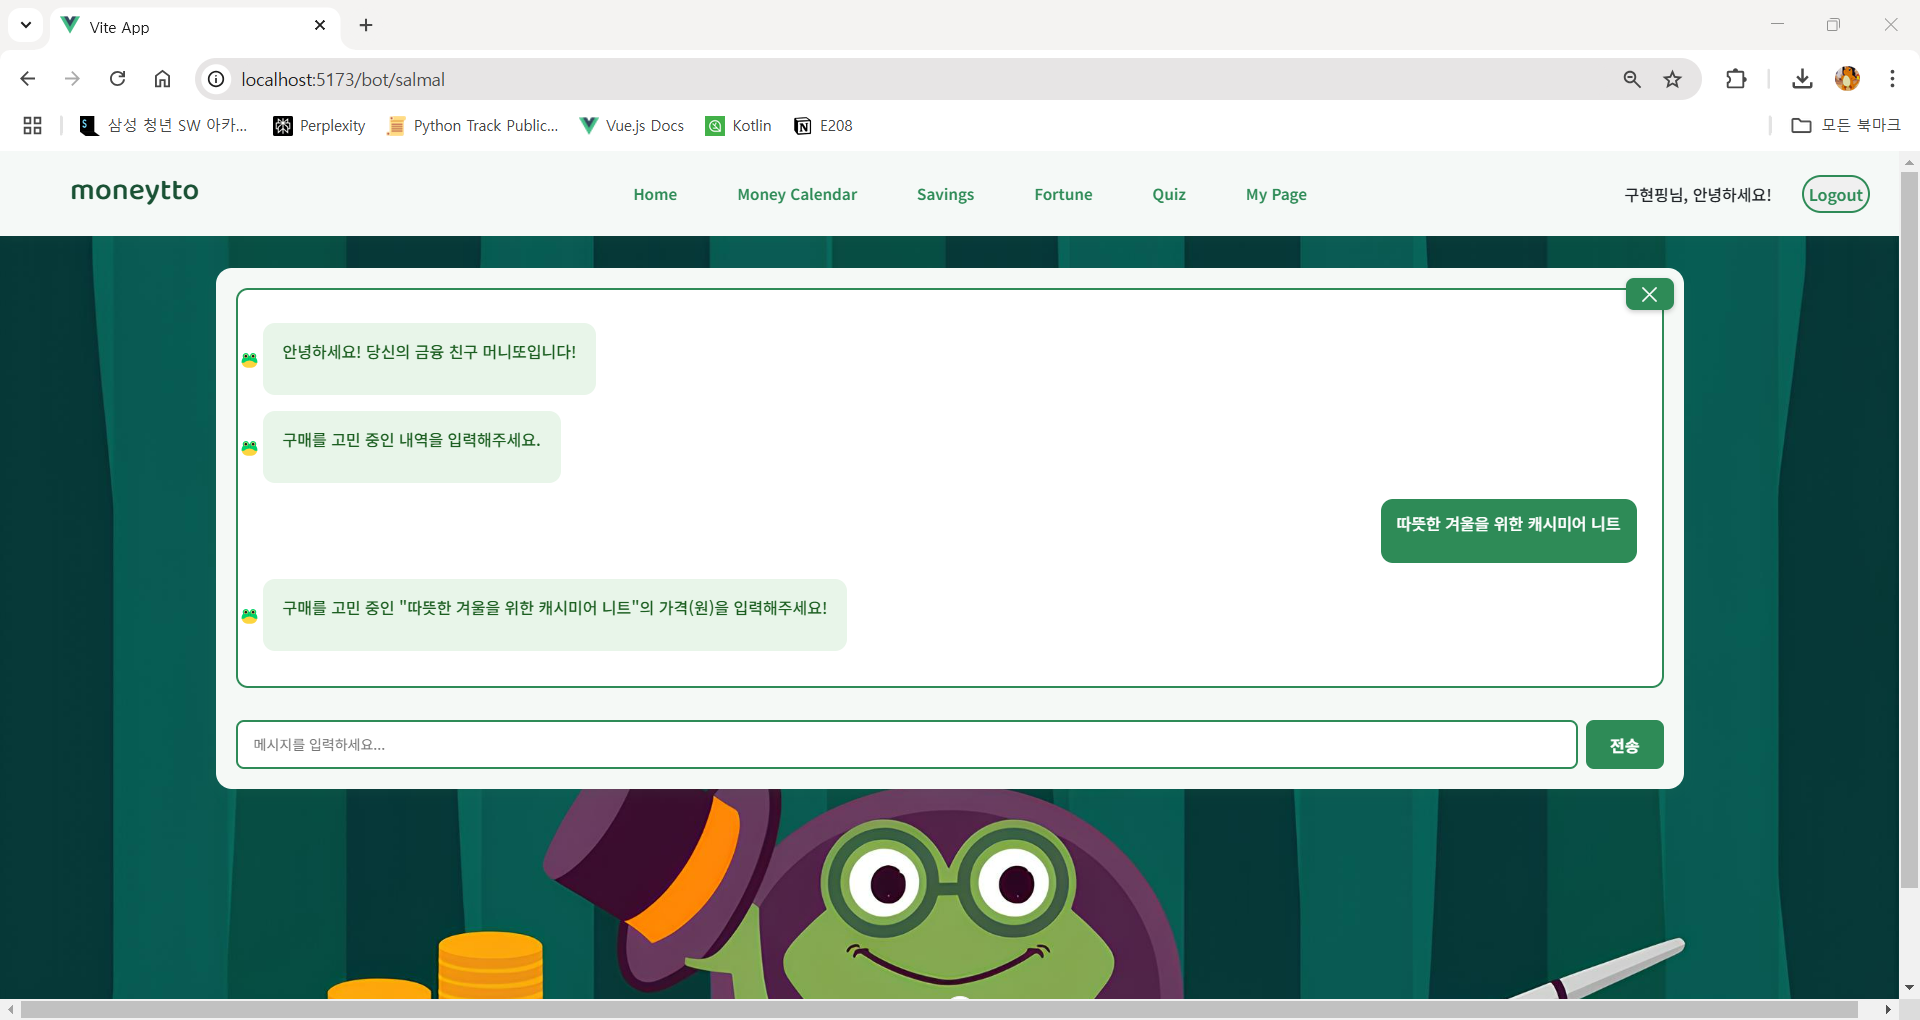 Vite App
localhost:5173/bot/salmal
삼성 청년 SW 아카...
Perplexity
Python Track Public...
Vue.js Docs
Kotlin
E208
모든 북마크
moneytto
Home
Money Calendar
Savings
Fortune
Quiz
My Page
구현핑님, 안녕하세요!
Logout
안녕하세요! 당신의 금융 친구 머니또입니다!
구매를 고민 중인 내역을 입력해주세요.
따뜻한 겨울을 위한 캐시미어 니트
구매를 고민 중인 "따뜻한 겨울을 위한 캐시미어 니트"의 가격(원)을 입력해주세요!
메시지를 입력하세요...
전송